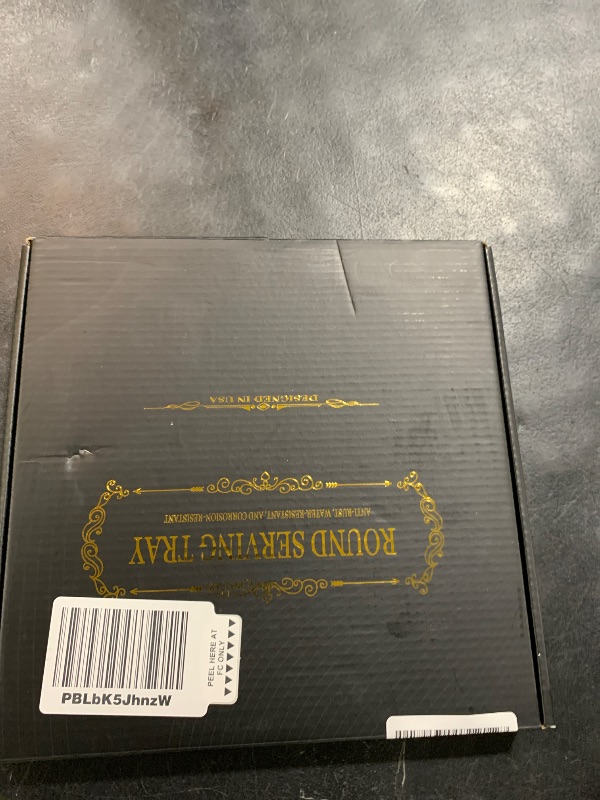 ROUND SERVING TRAY
ANTI-RUST, WATER-RESISTANT, AND CORROSION-RESISTANT
DESIGNED IN USA
PBLbK5JhnzW
PEEL HERE AT
FC ONLY